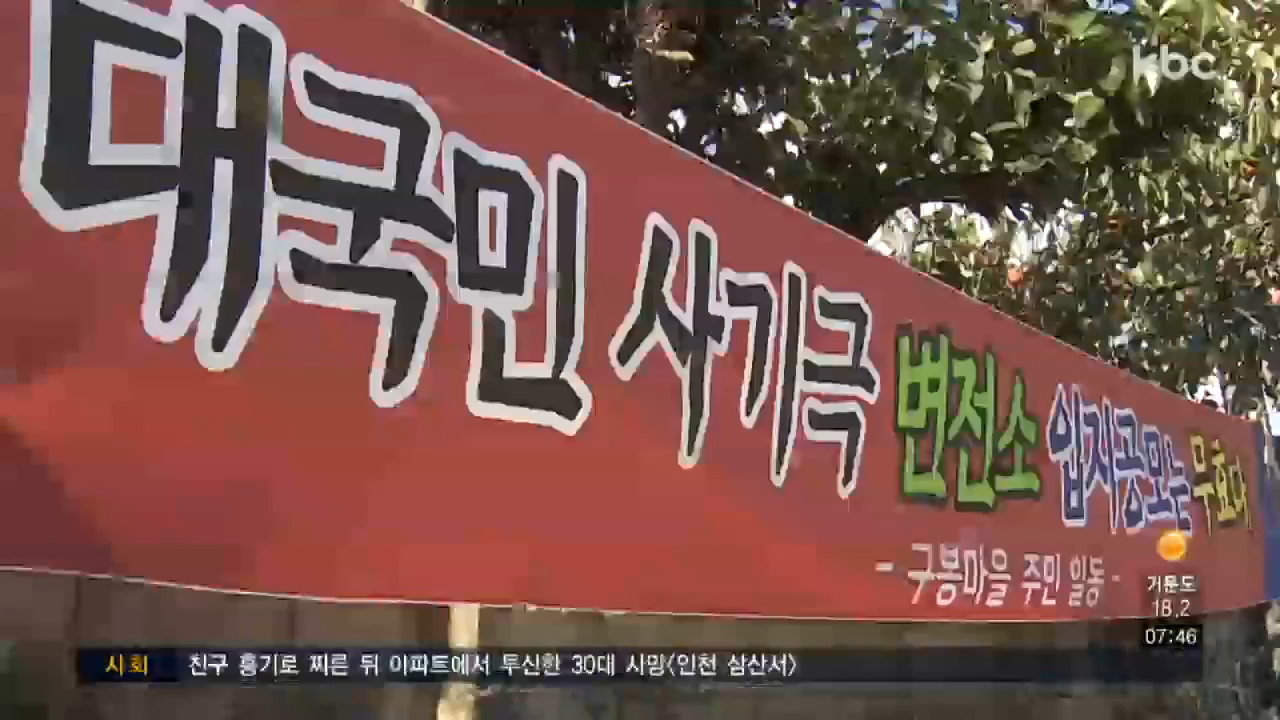 kbc
대국민 사기극 변전소 입지공모는 무효다
- 구봉마을 주민 일동 -
거문도
18.2
07:46
사회 친구 흉기로 찌른 뒤 아파트에서 투신한 30대 사망(인천 삼산서)